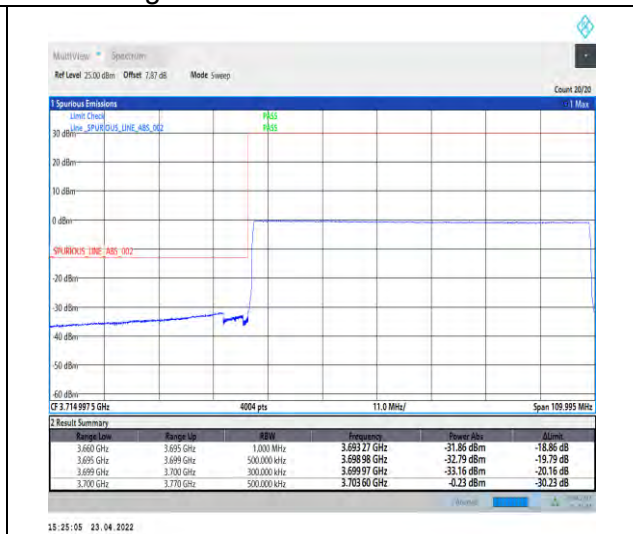 MultiView Spectrum
Ref Level 25.00 dBm Offset 7.87 dB Mode Sweep
Count 20/20
1 Spurious Emissions 1 Max
Limit Check PASS
Line _SPURIOUS_LINE_ABS_002 PASS
30 dBm
20 dBm
10 dBm
0 dBm
_SPURIOUS_LINE_ABS_002
-20 dBm
-30 dBm
-40 dBm
-50 dBm
-60 dBm
CF 3.714 997 5 GHz 4004 pts 11.0 MHz/ Span 109.995 MHz
2 Result Summary
Range Low Range Up RBW Frequency Power Abs ΔLimit
3.660 GHz 3.695 GHz 1.000 MHz 3.693 27 GHz -31.86 dBm -18.86 dB
3.695 GHz 3.699 GHz 500.000 kHz 3.698 98 GHz -32.79 dBm -19.79 dB
3.699 GHz 3.700 GHz 300.000 kHz 3.699 97 GHz -33.16 dBm -20.16 dB
3.700 GHz 3.770 GHz 500.000 kHz 3.703 60 GHz -0.23 dBm -30.23 dB
15:25:05 23.04.2022